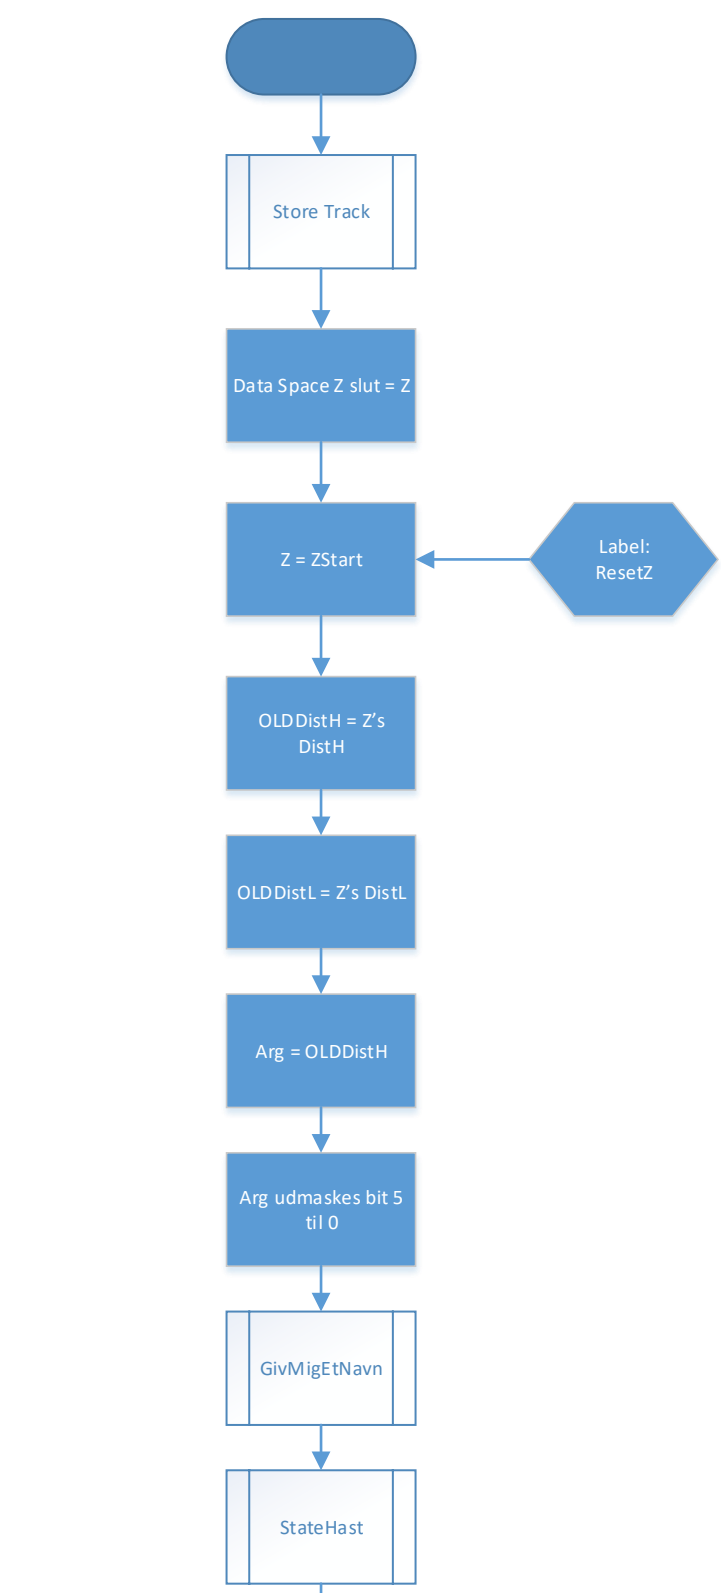 Store Track
Data Space Z slut = Z
Z = ZStart
Label:
ResetZ
OLDDistH = Z’s
DistH
OLDDistL = Z’s DistL
Arg = OLDDistH
Arg udmaskes bit 5
til 0
GivMigEtNavn
StateHast